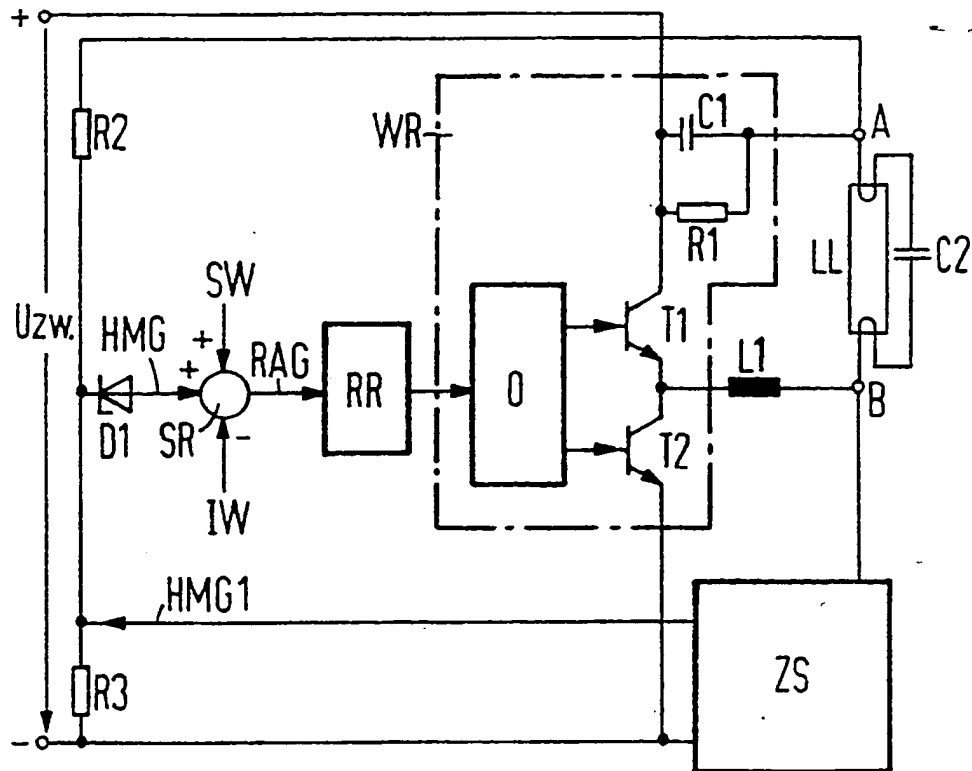 +
R2
WR
C1
A
R1
LL
C2
SW
Uzw.
HMG
+
+
RAG
T1
L1
RR
O
D1
SR
-
B
T2
IW
HMG1
ZS
R3
-